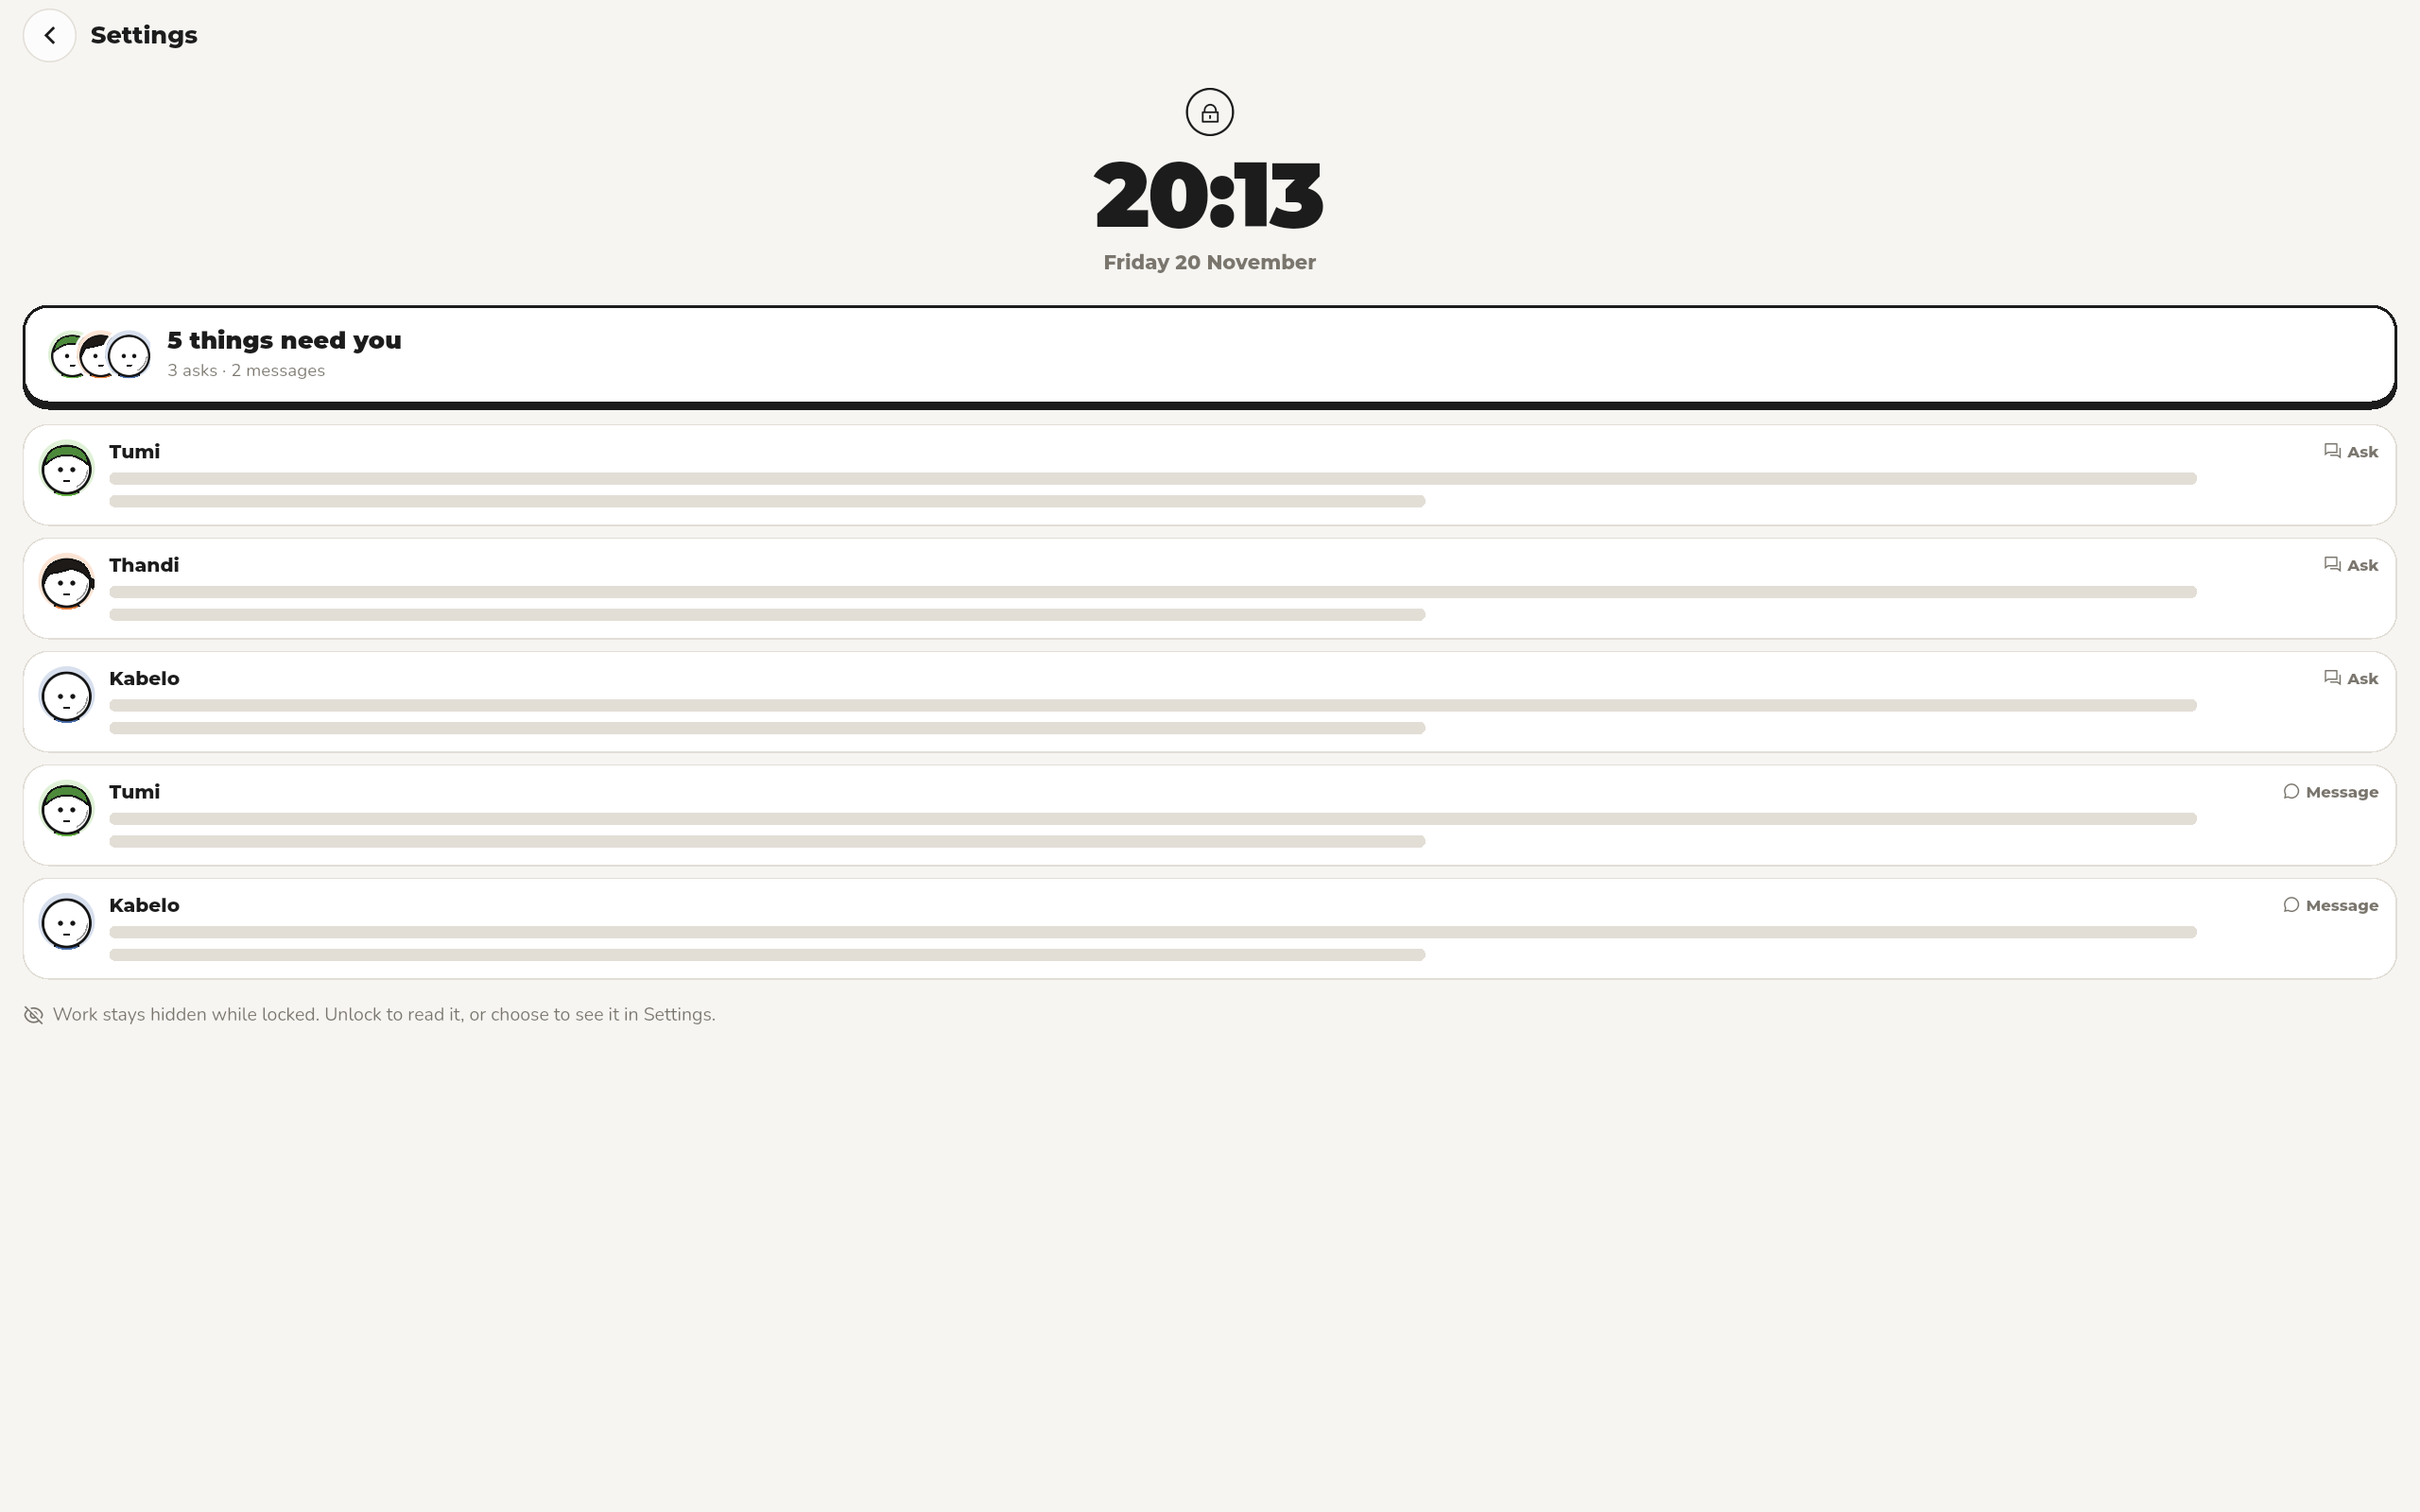 Settings
20:13
Friday 20 November
5 things need you
3 asks · 2 messages
Tumi
Ask
Thandi
Ask
Kabelo
Ask
Tumi
Message
Kabelo
Message
Work stays hidden while locked. Unlock to read it, or choose to see it in Settings.